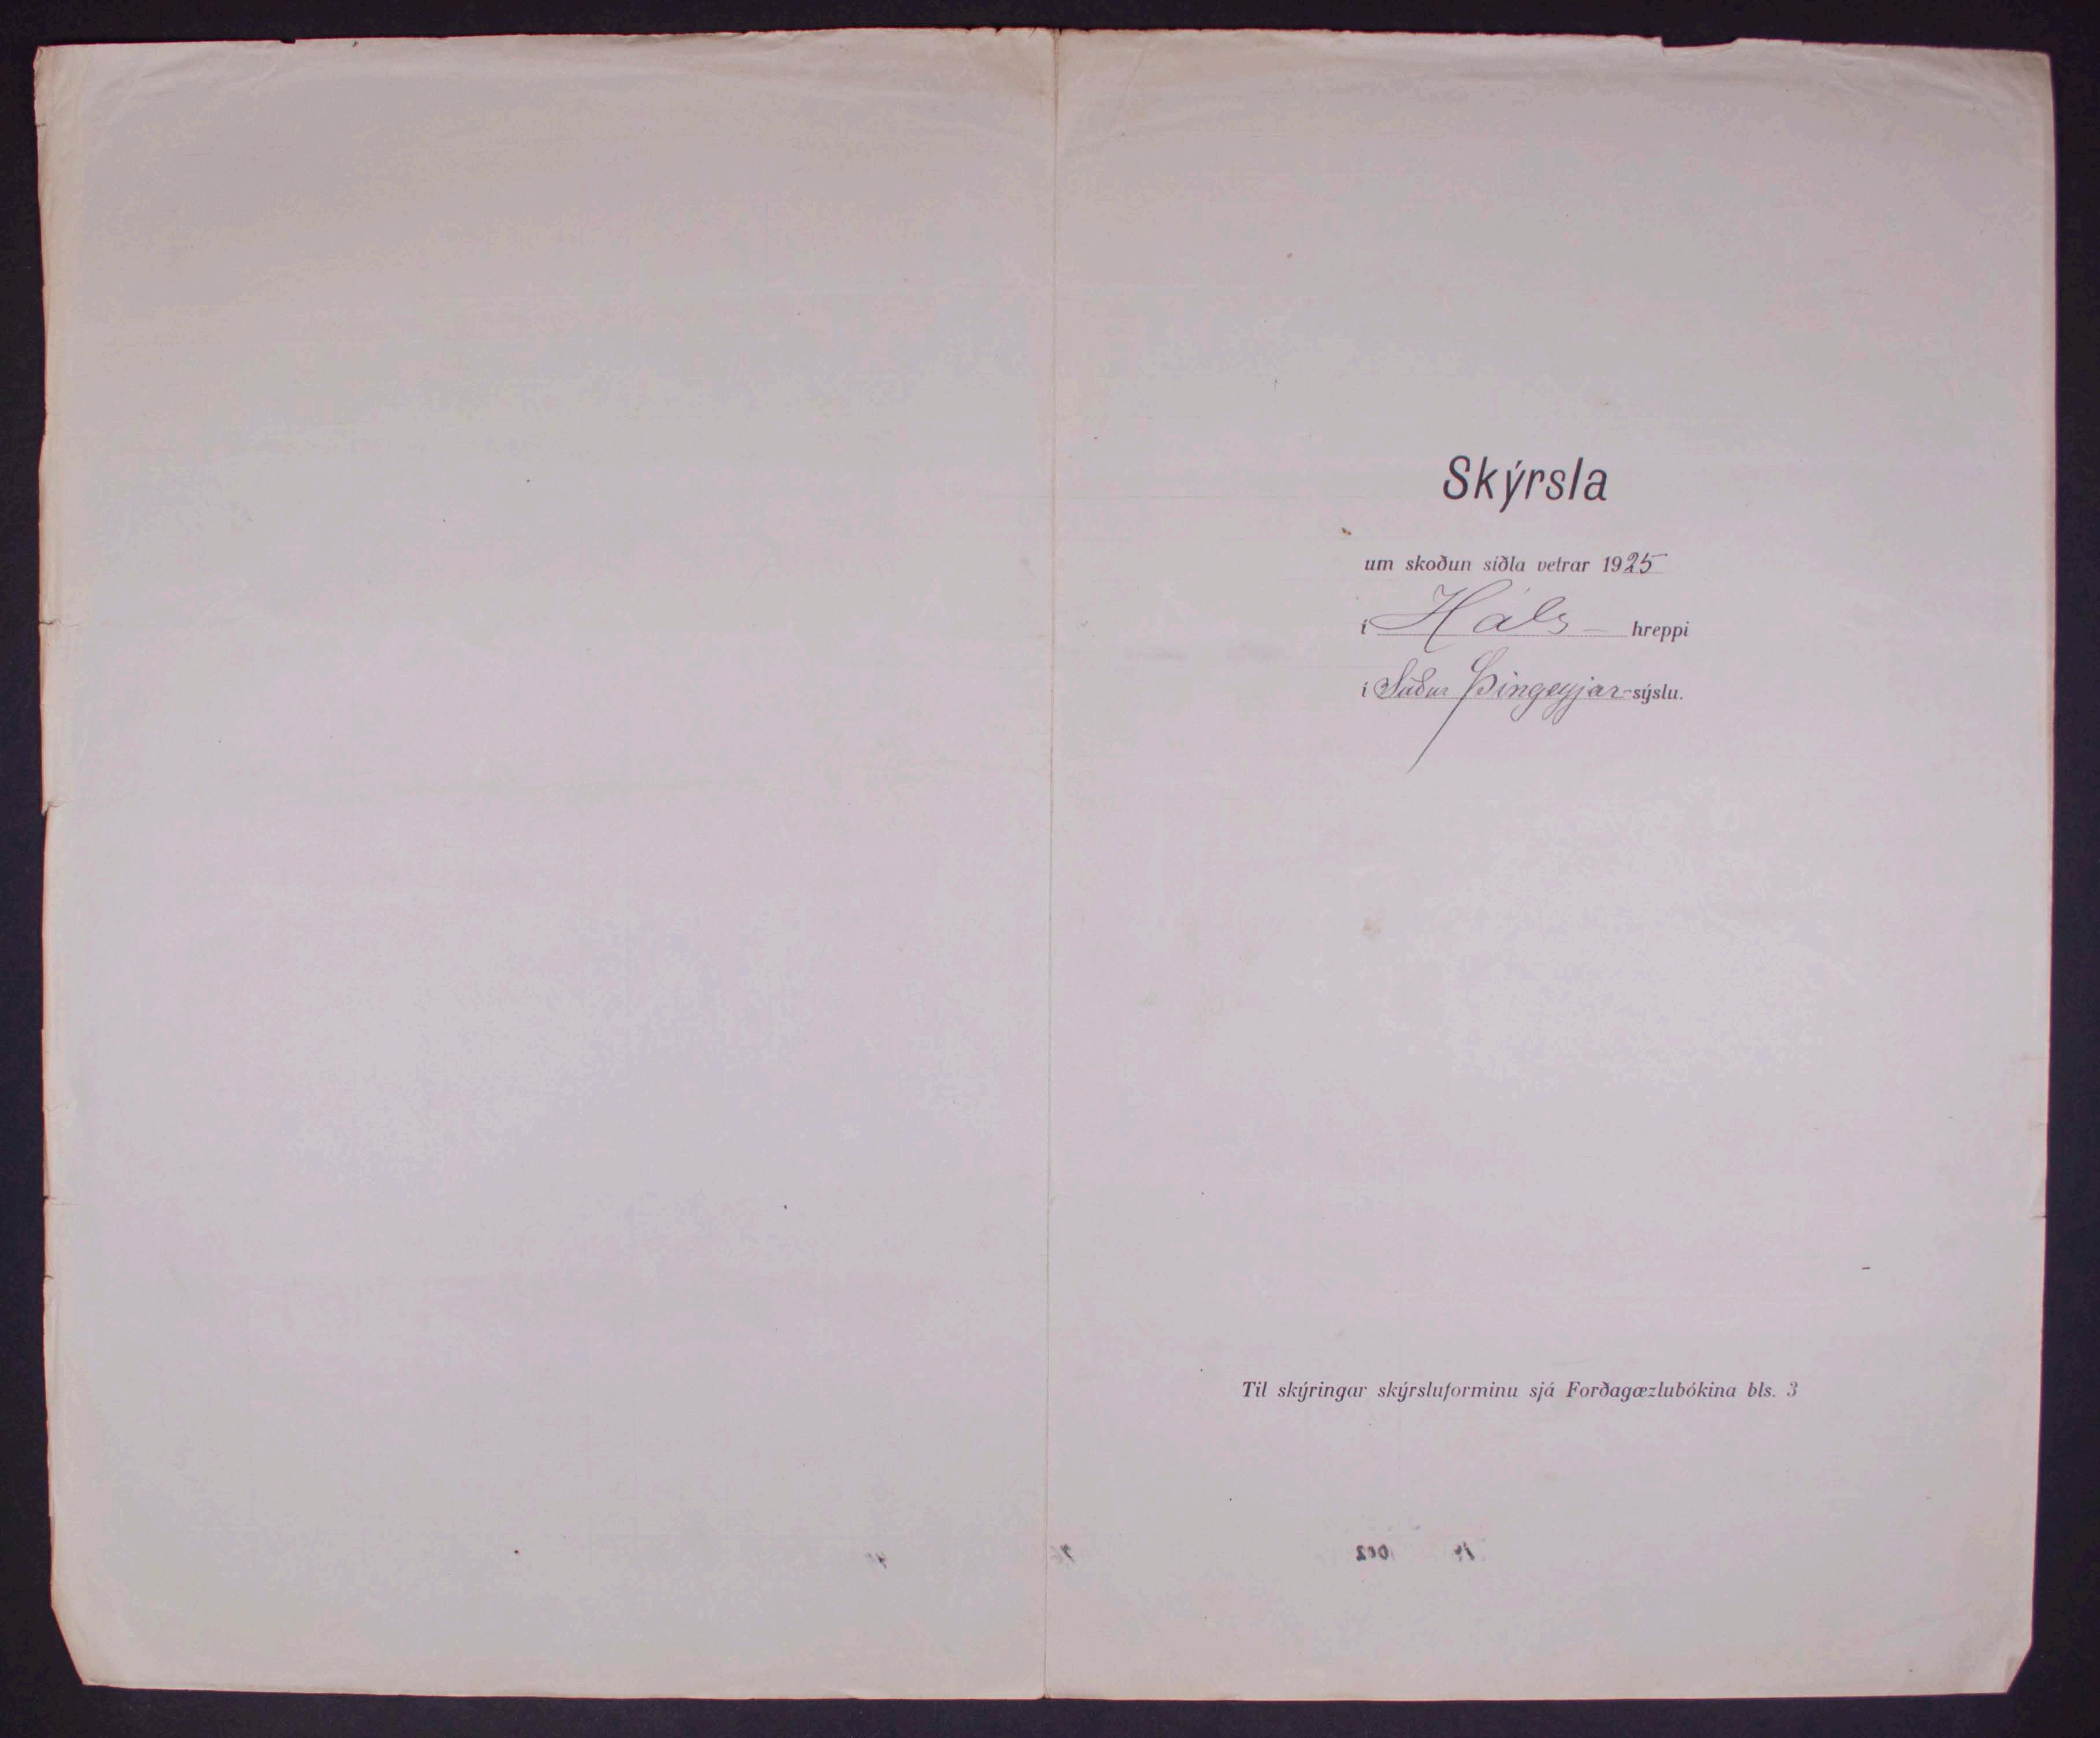 Skýrsla
um skoðun síðla vetrar 1925
í Háls- hreppi
í Suður Þingeyjar-sýslu.
Til skýringar skýrsluforminu sjá Forðagæzlubókina bls. 3